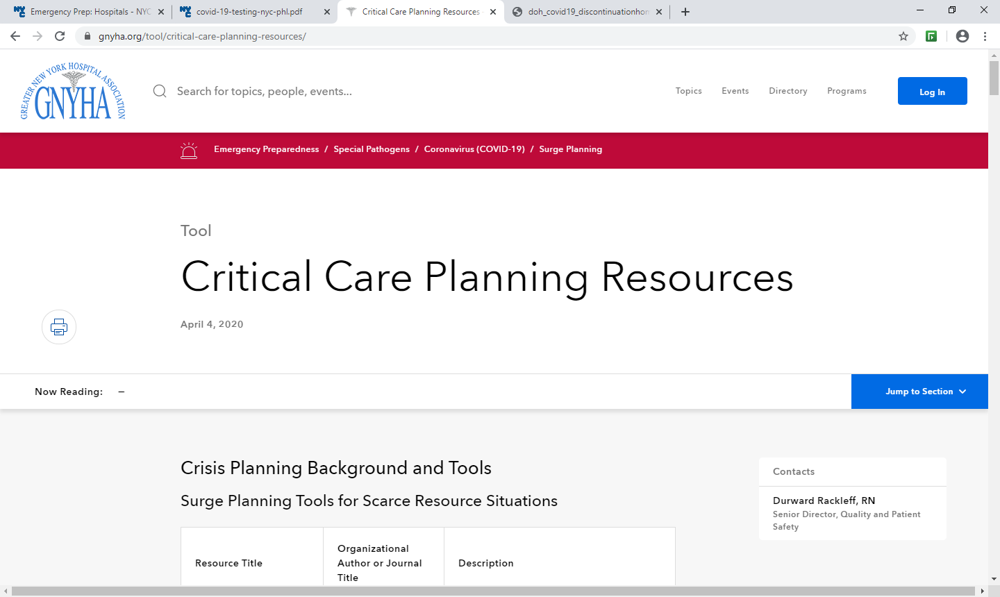 Emergency Prep: Hospitals - NYC
covid-19-testing-nyc-phl.pdf
Critical Care Planning Resources
doh_covid19_discontinuationhom
gnyha.org/tool/critical-care-planning-resources/
GREATER NEW YORK HOSPITAL ASSOCIATION
GNYHA
Search for topics, people, events...
Topics
Events
Directory
Programs
Log In
Emergency Preparedness / Special Pathogens / Coronavirus (COVID-19) / Surge Planning
Tool
Critical Care Planning Resources
April 4, 2020
Now Reading: –
Jump to Section
Crisis Planning Background and Tools
Surge Planning Tools for Scarce Resource Situations
Resource Title
Organizational
Author or Journal
Title
Description
Contacts
Durward Rackleff, RN
Senior Director, Quality and Patient
Safety